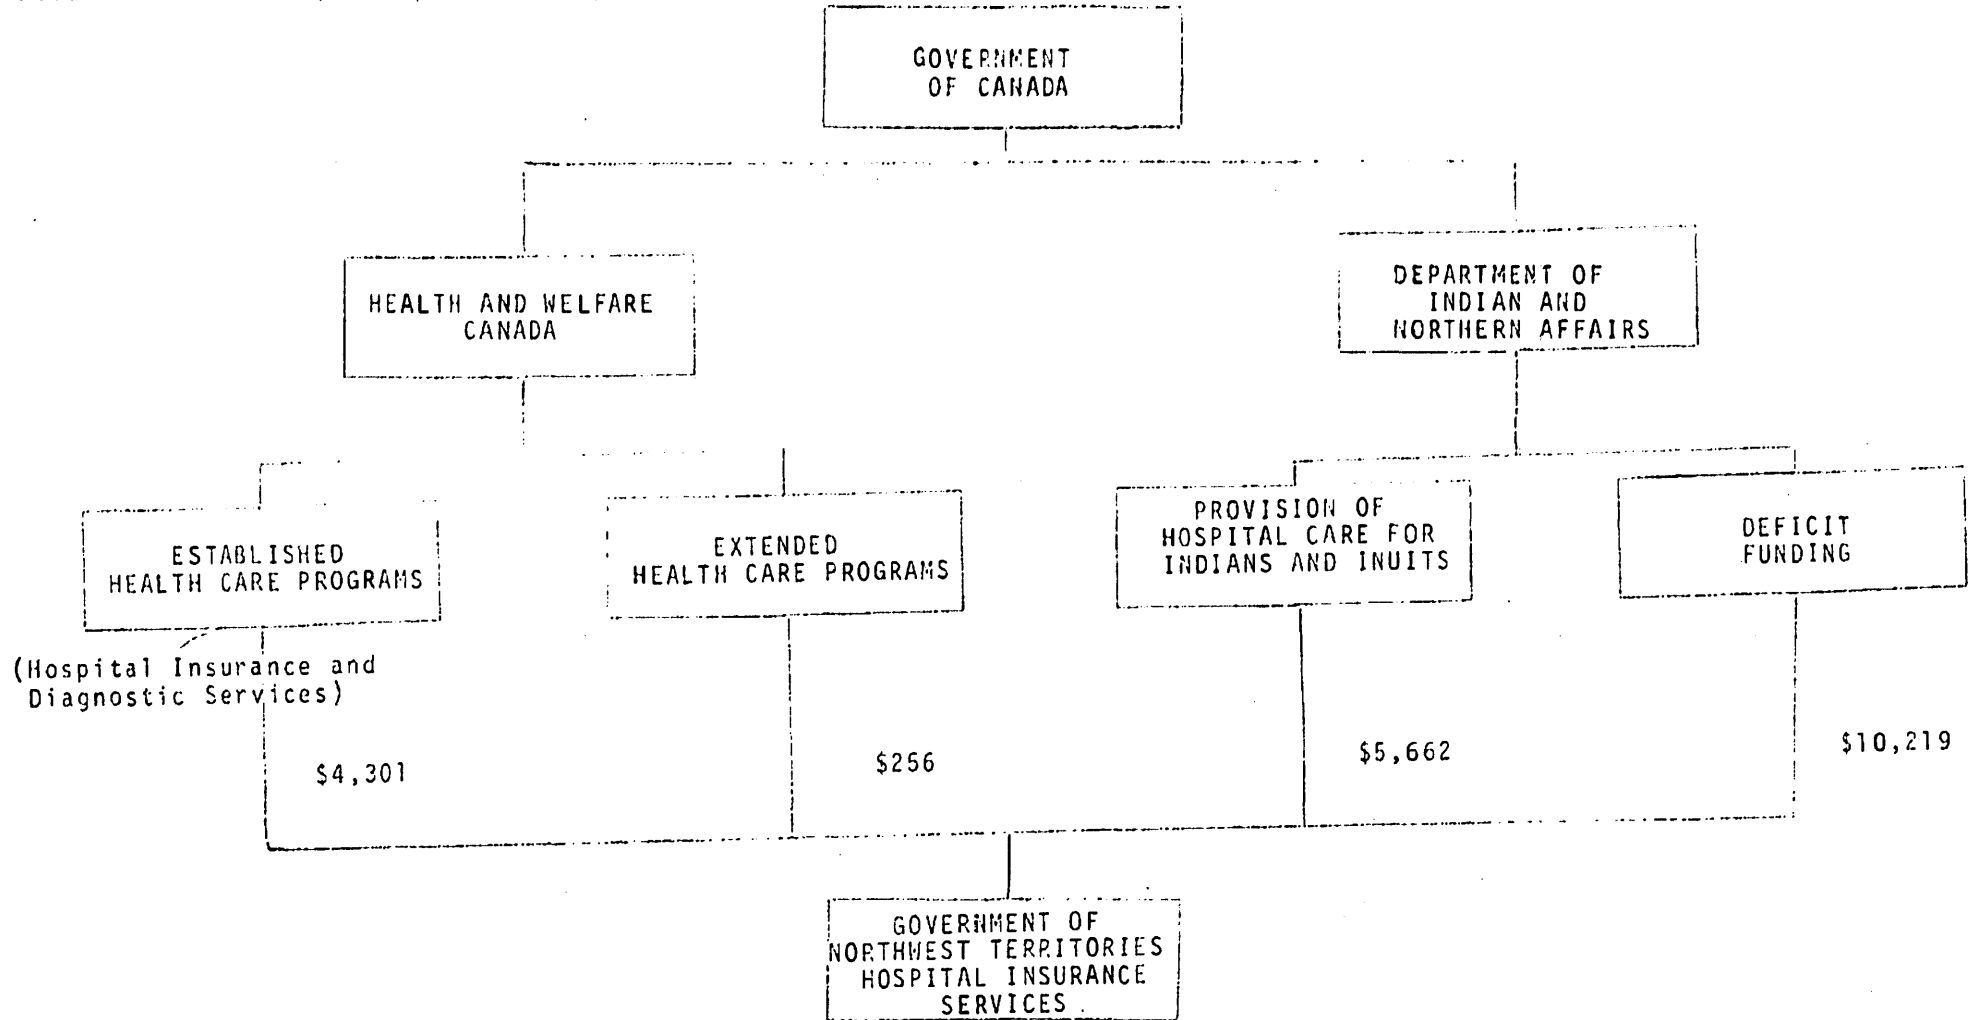 GOVERNMENT
OF CANADA
HEALTH AND WELFARE
CANADA
DEPARTMENT OF
INDIAN AND
NORTHERN AFFAIRS
ESTABLISHED
HEALTH CARE PROGRAMS
EXTENDED
HEALTH CARE PROGRAMS
PROVISION OF
HOSPITAL CARE FOR
INDIANS AND INUITS
DEFICIT
FUNDING
(Hospital Insurance and
Diagnostic Services)
$4,301
$256
$5,662
$10,219
GOVERNMENT OF
NORTHWEST TERRITORIES
HOSPITAL INSURANCE
SERVICES